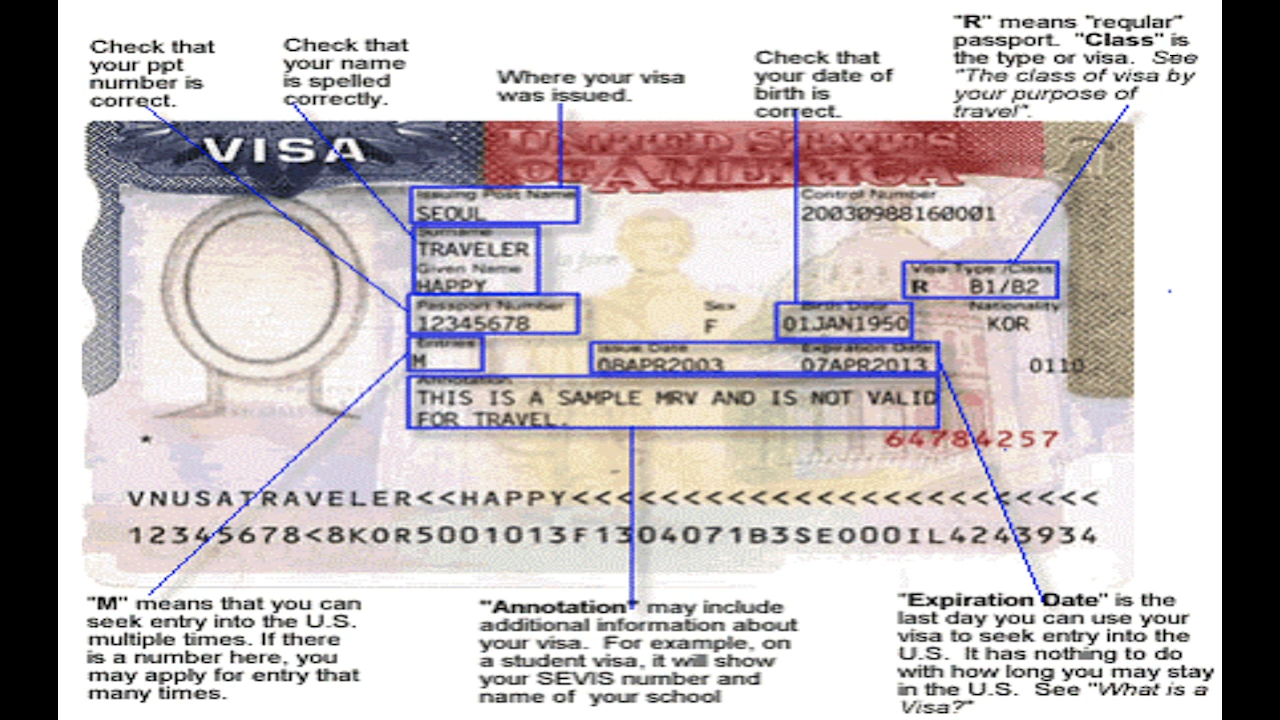 "R" means "reqular"
passport. "Class" is
the type or visa. See
"The class of visa by
your purpose of
travel".
Check that
your ppt
number is
correct.
Check that
your name
is spelled
correctly.
Where your visa
was issued.
Check that
your date of
birth is
correct.
VISA
UNITED STATES
OF AMERICA
Issuing Post Name
SEOUL
Control Number
20030988160001
Surname
TRAVELER
Given Name
HAPPY
Visa Type /Class
R B1/B2
Passport Number
12345678
Sex
F
Birth Date
01JAN1950
Nationality
KOR
Entries
M
Issue Date
08APR2003
Expiration Date
07APR2013
0110
Annotation
THIS IS A SAMPLE MRV AND IS NOT VALID
FOR TRAVEL.
*
64784257
VNUSATRAVELER<<HAPPY<<<<<<<<<<<<<<<<<<<<<<<<
12345678<8KOR5001013F1304071B3SE000IL4243934
"M" means that you can
seek entry into the U.S.
multiple times. If there
is a number here, you
may apply for entry that
many times.
"Annotation" may include
additional information about
your visa. For example, on
a student visa, it will show
your SEVIS number and
name of your school
"Expiration Date" is the
last day you can use your
visa to seek entry into the
U.S. It has nothing to do
with how long you may stay
in the U.S. See "What is a
Visa?"